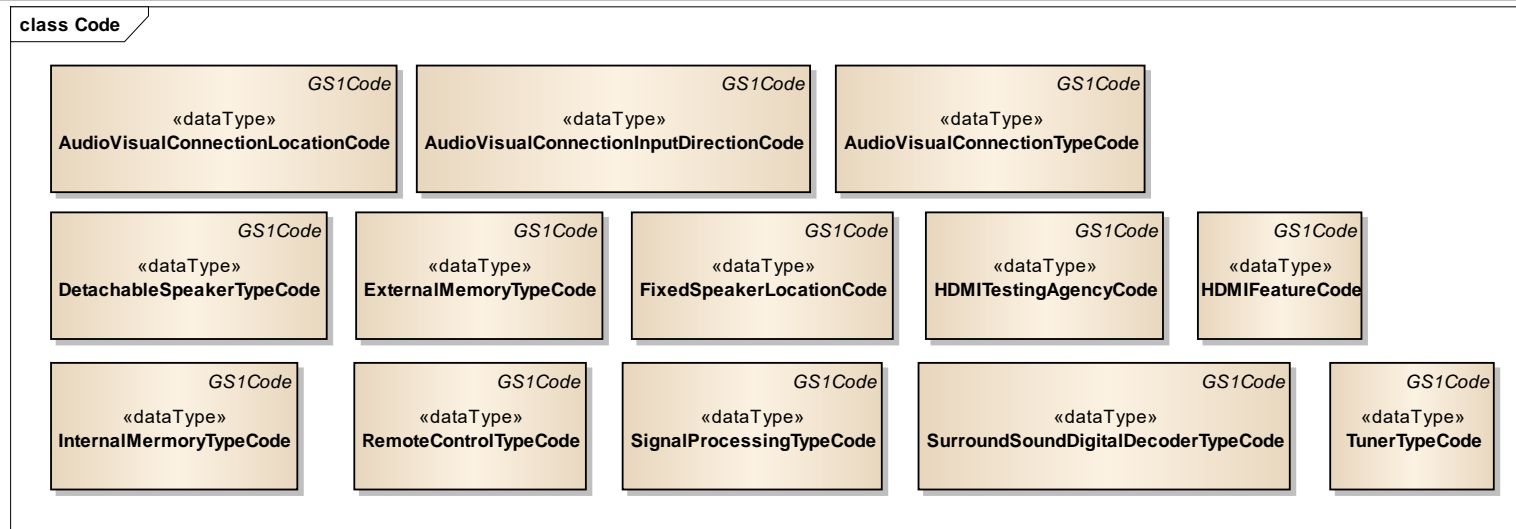 class Code
GS1Code
«dataType»
AudioVisualConnectionLocationCode
GS1Code
«dataType»
AudioVisualConnectionInputDirectionCode
GS1Code
«dataType»
AudioVisualConnectionTypeCode
GS1Code
«dataType»
DetachableSpeakerTypeCode
GS1Code
«dataType»
ExternalMemoryTypeCode
GS1Code
«dataType»
FixedSpeakerLocationCode
GS1Code
«dataType»
HDMITestingAgencyCode
GS1Code
«dataType»
HDMIFeatureCode
GS1Code
«dataType»
InternalMermoryTypeCode
GS1Code
«dataType»
RemoteControlTypeCode
GS1Code
«dataType»
SignalProcessingTypeCode
GS1Code
«dataType»
SurroundSoundDigitalDecoderTypeCode
GS1Code
«dataType»
TunerTypeCode